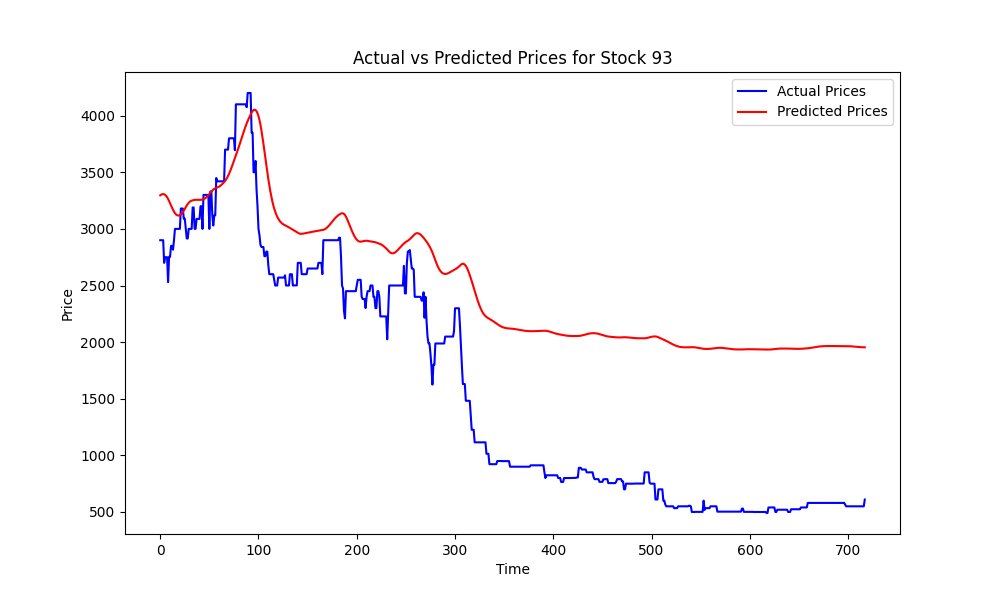 Actual vs Predicted Prices for Stock 93
Actual Prices
Predicted Prices
Price
4000
3500
3000
2500
2000
1500
1000
500
0 100 200 300 400 500 600 700
Time